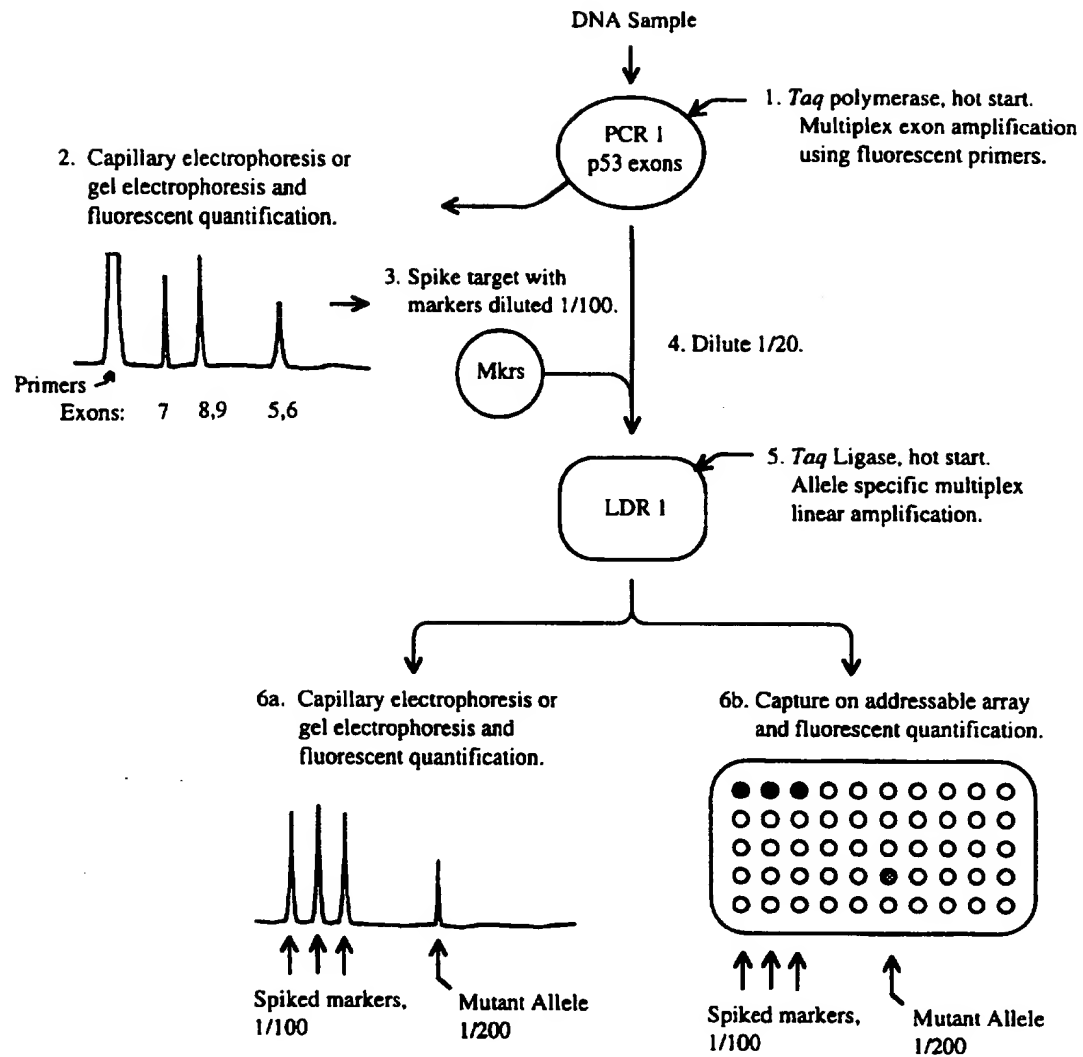 DNA Sample
1. Taq polymerase, hot start.
Multiplex exon amplification
using fluorescent primers.
PCR 1
p53 exons
2. Capillary electrophoresis or
gel electrophoresis and
fluorescent quantification.
3. Spike target with
markers diluted 1/100.
4. Dilute 1/20.
Mkrs
Primers
Exons: 7 8,9 5,6
5. Taq Ligase, hot start.
Allele specific multiplex
linear amplification.
LDR 1
6a. Capillary electrophoresis or
gel electrophoresis and
fluorescent quantification.
6b. Capture on addressable array
and fluorescent quantification.
Spiked markers,
1/100
Mutant Allele
1/200
Spiked markers,
1/100
Mutant Allele
1/200